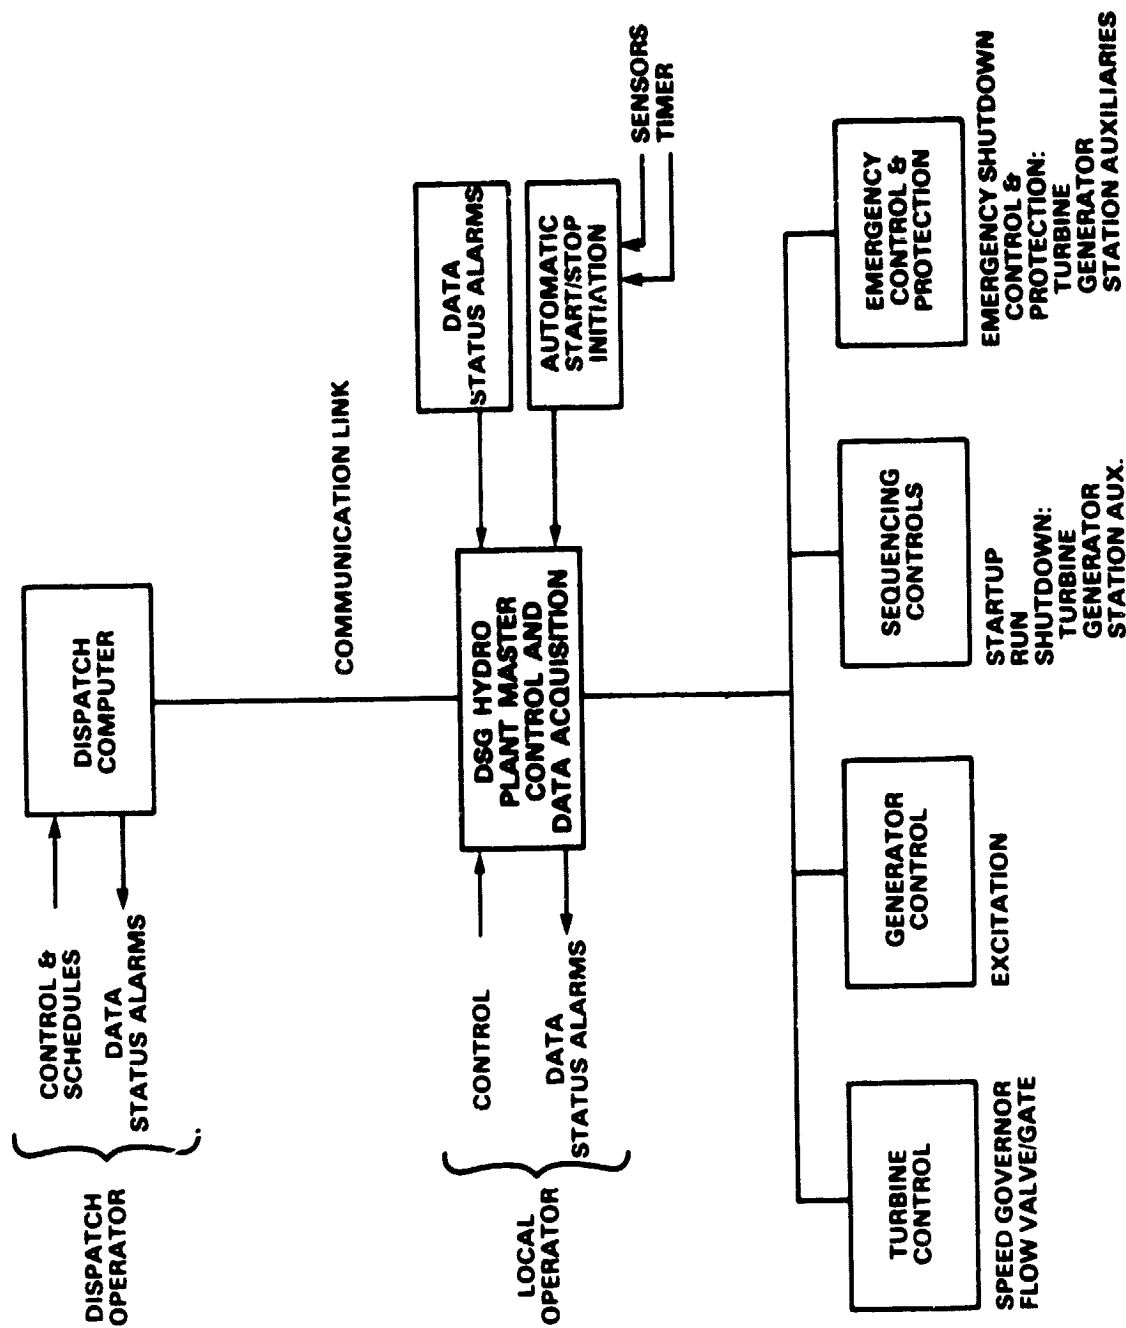 DISPATCH
OPERATOR
CONTROL &
SCHEDULES
DATA
STATUS ALARMS
DISPATCH
COMPUTER
COMMUNICATION LINK
LOCAL
OPERATOR
CONTROL
DATA
STATUS ALARMS
DSG HYDRO
PLANT MASTER
CONTROL AND
DATA ACQUISITION
DATA
STATUS ALARMS
AUTOMATIC
START/STOP
INITIATION
SENSORS
TIMER
TURBINE
CONTROL
SPEED GOVERNOR
FLOW VALVE/GATE
GENERATOR
CONTROL
EXCITATION
SEQUENCING
CONTROLS
STARTUP
RUN
SHUTDOWN:
TURBINE
GENERATOR
STATION AUX.
EMERGENCY
CONTROL &
PROTECTION
EMERGENCY SHUTDOWN
CONTROL &
PROTECTION:
TURBINE
GENERATOR
STATION AUXILIARIES